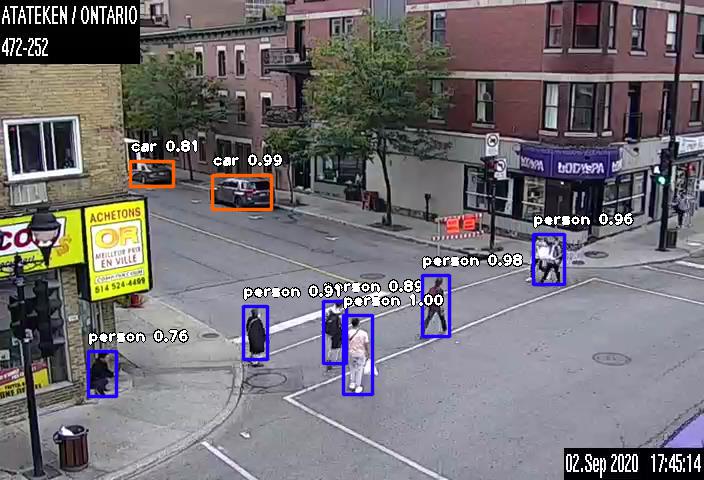 ATATEKEN / ONTARIO
472-252
car 0.81
car 0.99
person 0.96
person 0.98
person 0.91
person 0.89
person 1.00
person 0.76
ACHETONS
OR
MEILLEUR PRIX
EN VILLE
514 524-4499
02.Sep 2020 17:45:14